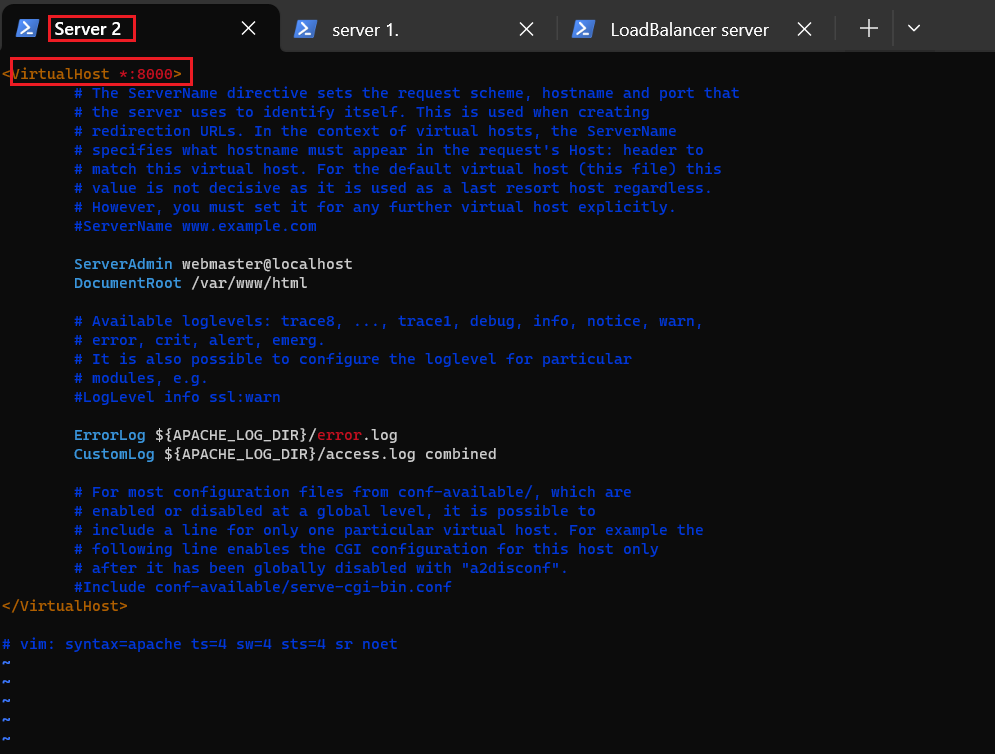 Server 2
server 1.
LoadBalancer server
<VirtualHost *:8000>
# The ServerName directive sets the request scheme, hostname and port that
# the server uses to identify itself. This is used when creating
# redirection URLs. In the context of virtual hosts, the ServerName
# specifies what hostname must appear in the request's Host: header to
# match this virtual host. For the default virtual host (this file) this
# value is not decisive as it is used as a last resort host regardless.
# However, you must set it for any further virtual host explicitly.
#ServerName www.example.com
ServerAdmin webmaster@localhost
DocumentRoot /var/www/html
# Available loglevels: trace8, ..., trace1, debug, info, notice, warn,
# error, crit, alert, emerg.
# It is also possible to configure the loglevel for particular
# modules, e.g.
#LogLevel info ssl:warn
ErrorLog ${APACHE_LOG_DIR}/error.log
CustomLog ${APACHE_LOG_DIR}/access.log combined
# For most configuration files from conf-available/, which are
# enabled or disabled at a global level, it is possible to
# include a line for only one particular virtual host. For example the
# following line enables the CGI configuration for this host only
# after it has been globally disabled with "a2disconf".
#Include conf-available/serve-cgi-bin.conf
</VirtualHost>
# vim: syntax=apache ts=4 sw=4 sts=4 sr noet
~
~
~
~
~